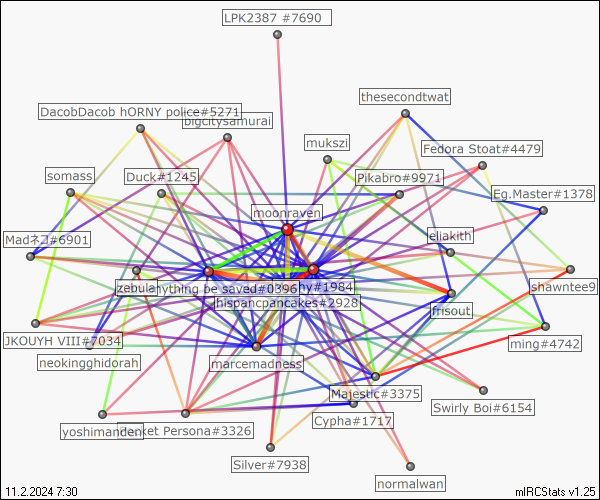 LPK2387 #7690
thesecondtwat
DacobDacob hORNY police#5271
bigcitysamurai
mukszi
Fedora Stoat#4479
somass
Duck#1245
Pikabro#9971
Eg.Master#1378
moonraven
Madネコ#6901
eliakith
zebula
nything be saved#0396
hy#1984
shawntee9
hispancpancakes#2928
frisout
JKOUYH VIII#7034
ming#4742
neokingghidorah
marcemadness
Majestic#3375
Swirly Boi#6154
Cypha#1717
yoshimanden
nket Persona#3326
Silver#7938
normalwan
11.2.2024 7:30
mIRCStats v1.25